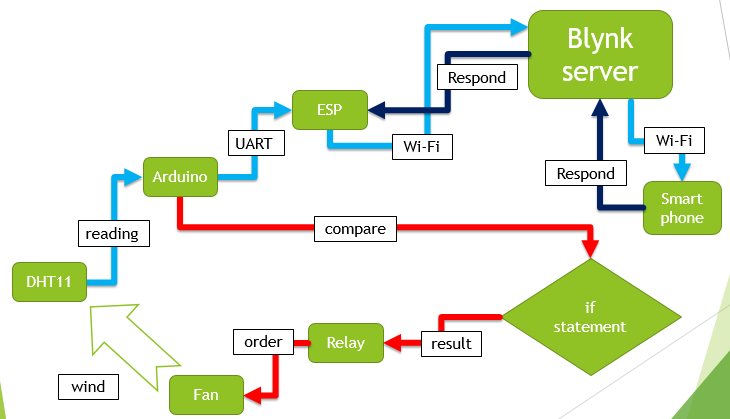 Blynk
server
Respond
ESP
UART
Wi-Fi
Wi-Fi
Arduino
Respond
Smart
phone
reading
compare
DHT11
if
statement
order
Relay
result
wind
Fan